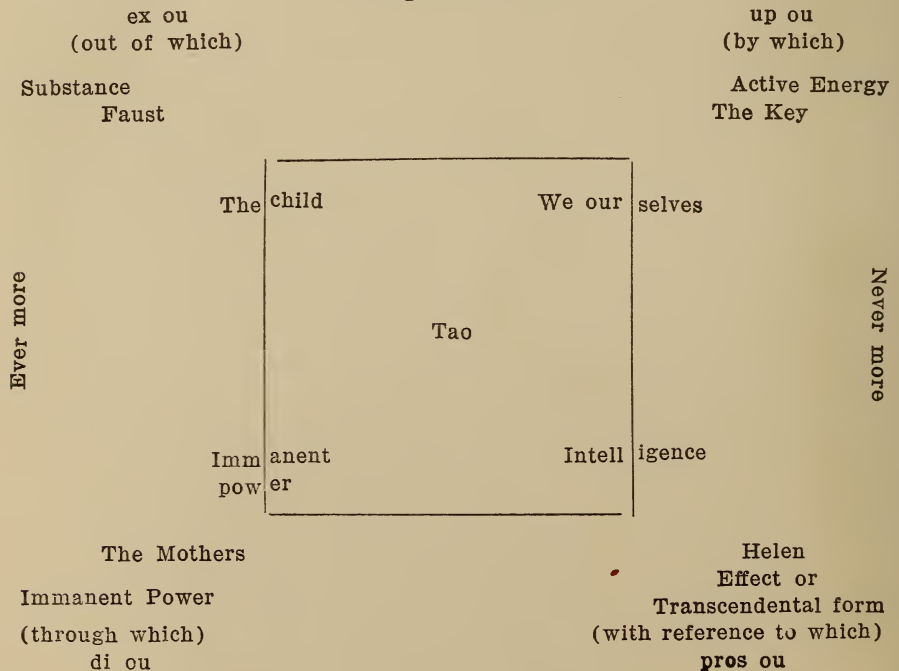 ex ou
(out of which)
Substance
Faust
up ou
(by which)
Active Energy
The Key
The child
We our selves
Ever more
Tao
Never more
Imm anent
pow er
Intell igence
The Mothers
Immanent Power
(through which)
di ou
Helen
Effect or
Transcendental form
(with reference to which)
pros ou